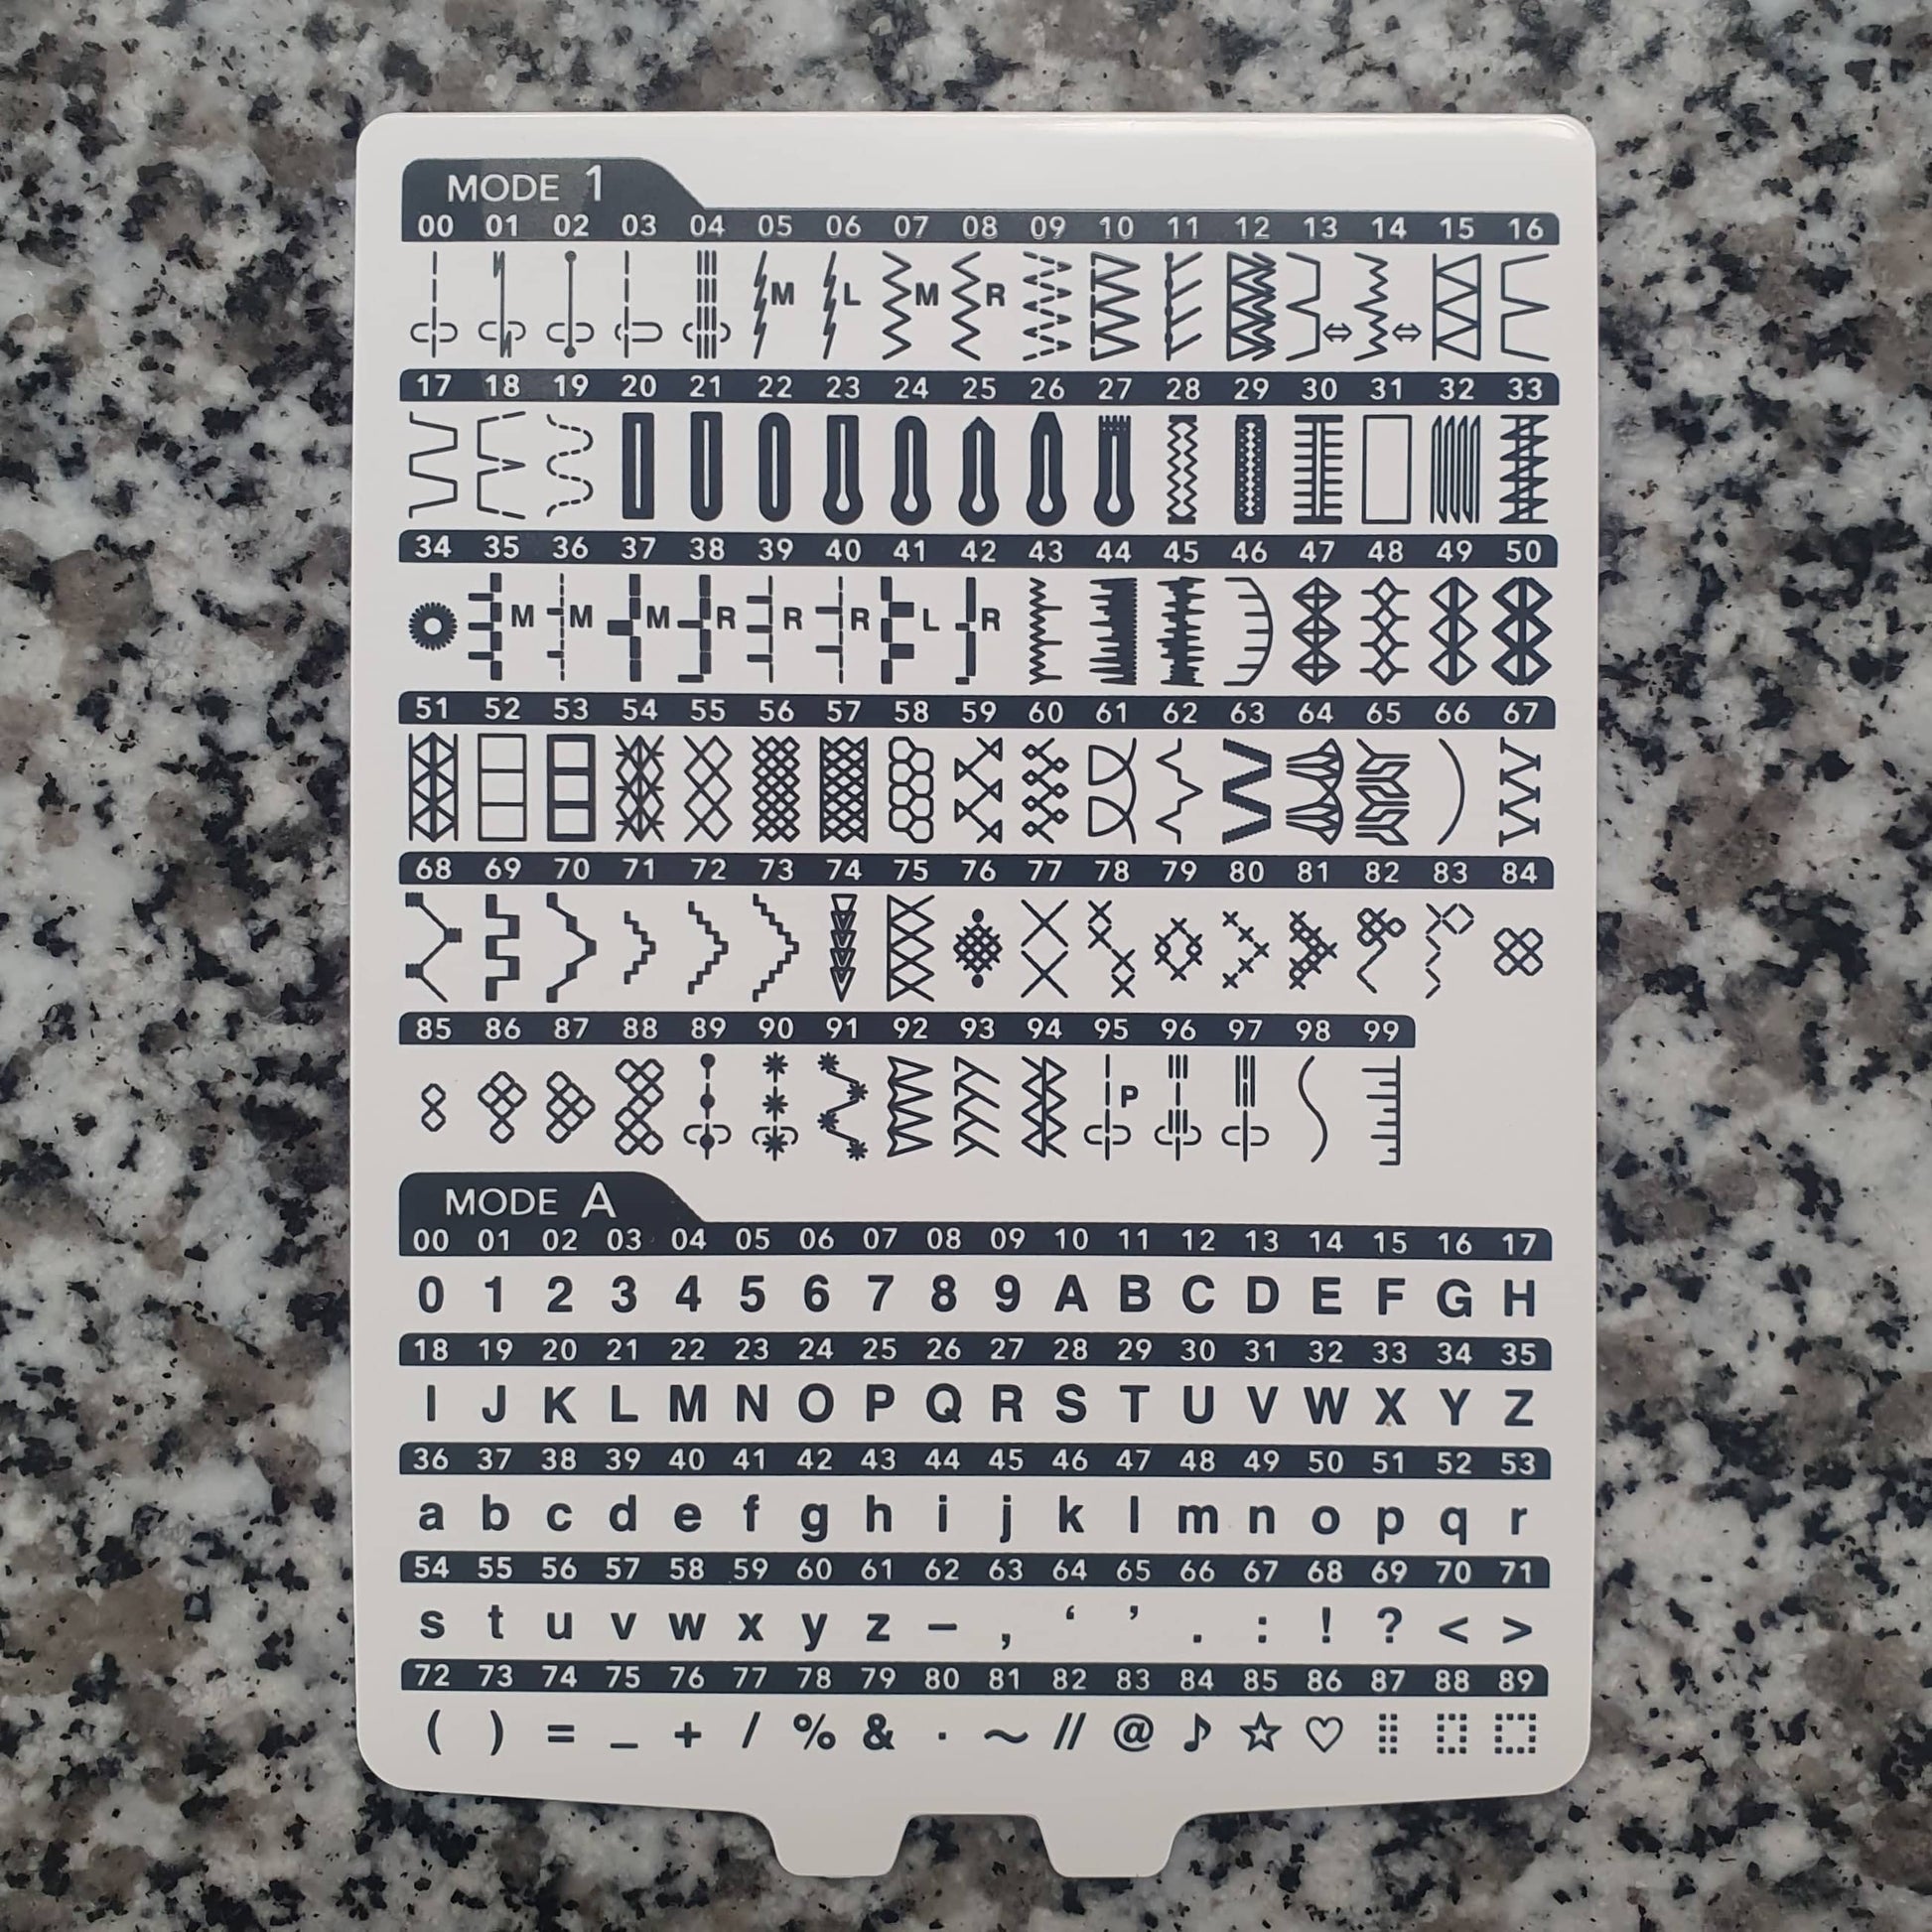 MODE 1
00 01 02 03 04 05 06 07 08 09 10 11 12 13 14 15 16
M L M R
17 18 19 20 21 22 23 24 25 26 27 28 29 30 31 32 33
34 35 36 37 38 39 40 41 42 43 44 45 46 47 48 49 50
M M M R R R L R
51 52 53 54 55 56 57 58 59 60 61 62 63 64 65 66 67
68 69 70 71 72 73 74 75 76 77 78 79 80 81 82 83 84
85 86 87 88 89 90 91 92 93 94 95 96 97 98 99
P
MODE A
00 01 02 03 04 05 06 07 08 09 10 11 12 13 14 15 16 17
0 1 2 3 4 5 6 7 8 9 A B C D E F G H
18 19 20 21 22 23 24 25 26 27 28 29 30 31 32 33 34 35
I J K L M N O P Q R S T U V W X Y Z
36 37 38 39 40 41 42 43 44 45 46 47 48 49 50 51 52 53
a b c d e f g h i j k l m n o p q r
54 55 56 57 58 59 60 61 62 63 64 65 66 67 68 69 70 71
s t u v w x y z – , ‘ ’ . : ! ? < >
72 73 74 75 76 77 78 79 80 81 82 83 84 85 86 87 88 89
( ) = _ + / % & · ~ // @ ♪ ☆ ♡